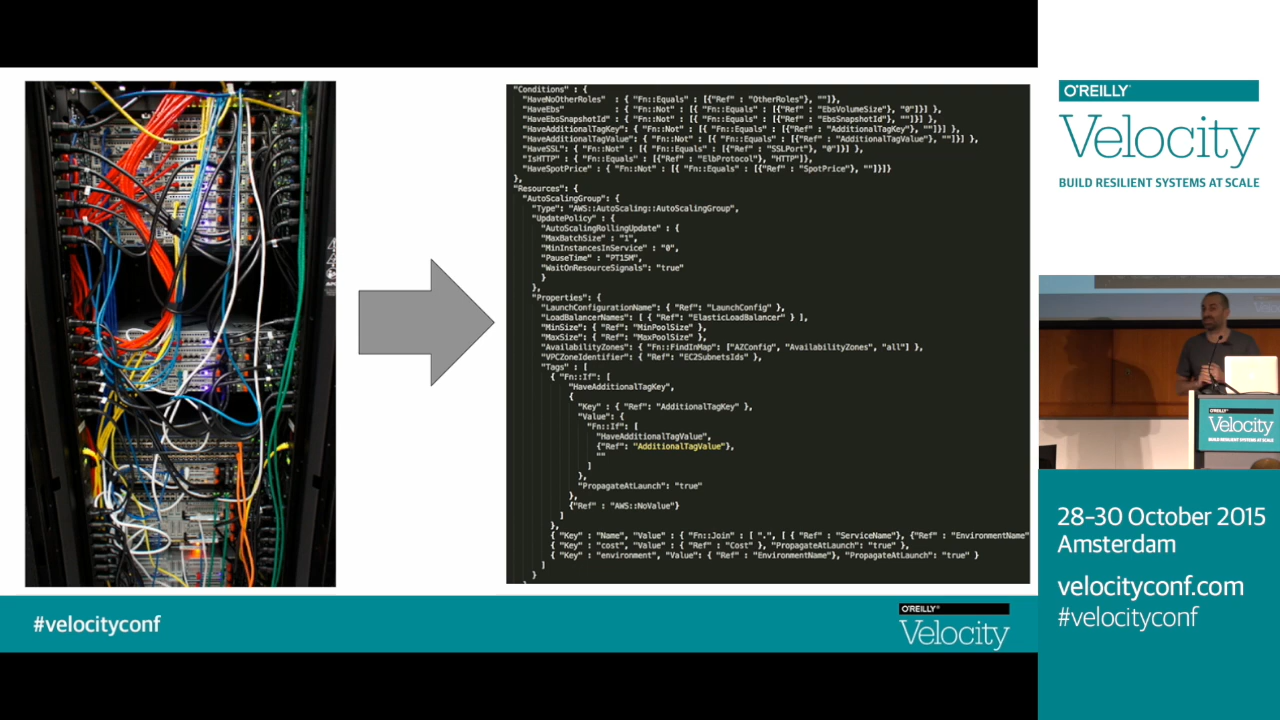 "Conditions" : {
"HaveNoOtherRoles" : { "Fn::Equals" : [{"Ref" : "OtherRoles"}, ""]},
"HaveEbs" : { "Fn::Not" : [{ "Fn::Equals" : [{"Ref" : "EbsVolumeSize"}, "0"]}] },
"HaveEbsSnapshotId" : { "Fn::Not" : [{ "Fn::Equals" : [{"Ref" : "EbsSnapshotId"}, ""]}] },
"HaveAdditionalTagKey": { "Fn::Not" : [{ "Fn::Equals" : [{"Ref" : "AdditionalTagKey"}, ""]}] },
"HaveAdditionalTagValue": { "Fn::Not" : [{ "Fn::Equals" : [{"Ref" : "AdditionalTagValue"}, ""]}] },
"HaveSSL": { "Fn::Not" : [{ "Fn::Equals" : [{"Ref" : "SSLPort"}, "0"]}] },
"IsHTTP" : { "Fn::Equals" : [{"Ref" : "ElbProtocol"}, "HTTP"]},
"HaveSpotPrice" : { "Fn::Not" : [{ "Fn::Equals" : [{"Ref" : "SpotPrice"}, ""]}]}
},
"Resources": {
"AutoScalingGroup": {
"Type": "AWS::AutoScaling::AutoScalingGroup",
"UpdatePolicy" : {
"AutoScalingRollingUpdate" : {
"MaxBatchSize" : "1",
"MinInstancesInService" : "0",
"PauseTime" : "PT15M",
"WaitOnResourceSignals": "true"
}
},
"Properties": {
"LaunchConfigurationName": { "Ref": "LaunchConfig" },
"LoadBalancerNames": [ { "Ref": "ElasticLoadBalancer" } ],
"MinSize": { "Ref": "MinPoolSize" },
"MaxSize": { "Ref": "MaxPoolSize" },
"AvailabilityZones": { "Fn::FindInMap": ["AZConfig", "AvailabilityZones", "all"] },
"VPCZoneIdentifier": { "Ref": "EC2SubnetsIds" },
"Tags" : [
{ "Fn::If": [
"HaveAdditionalTagKey",
{
"Key" : { "Ref": "AdditionalTagKey" },
"Value": {
"Fn::If": [
"HaveAdditionalTagValue",
{"Ref": "AdditionalTagValue"},
""
]
},
"PropagateAtLaunch": "true"
},
{"Ref" : "AWS::NoValue"}
]
},
{ "Key" : "Name", "Value" : { "Fn::Join" : [ ".", [ { "Ref" : "ServiceName"}, {"Ref" : "EnvironmentName"
{ "Key" : "cost", "Value" : { "Ref" : "Cost" }, "PropagateAtLaunch": "true" },
{ "Key" : "environment", "Value": { "Ref" : "EnvironmentName"}, "PropagateAtLaunch": "true" }
]
}
#velocityconf
O'REILLY®
Velocity
O'REILLY®
Velocity
BUILD RESILIENT SYSTEMS AT SCALE
O'REILLY®
Velocity
BUILD RESILIENT SYSTEMS AT SCALE
28–30 October 2015
Amsterdam
velocityconf.com
#velocityconf